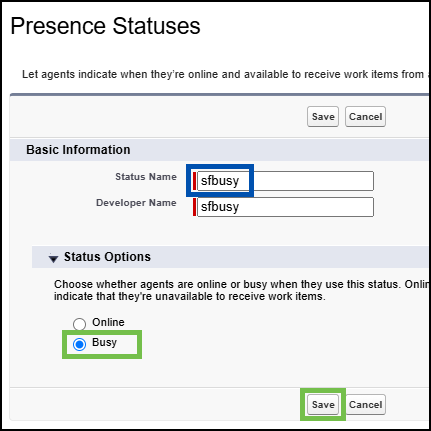 Presence Statuses
Let agents indicate when they're online and available to receive work items from
Save Cancel
Basic Information
Status Name sfbusy
Developer Name sfbusy
Status Options
Choose whether agents are online or busy when they use this status. Onlin
indicate that they're unavailable to receive work items.
Online
Busy
Save Cancel